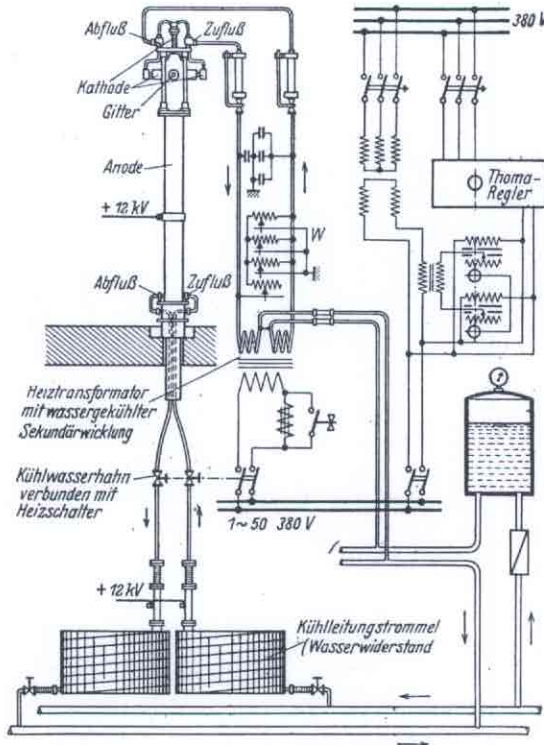 Abfluß
Zufluß
380 V
Kathode
Gitter
Thoma-
Regler
Anode
+ 12 kV
W
Abfluß
Zufluß
Heiztransformator
mit wassergekühlter
Sekundärwicklung
Kühlwasserhahn
verbunden mit
Heizschalter
1~50 380 V
+ 12 kV
Kühlleitungstrommel
(Wasserwiderstand